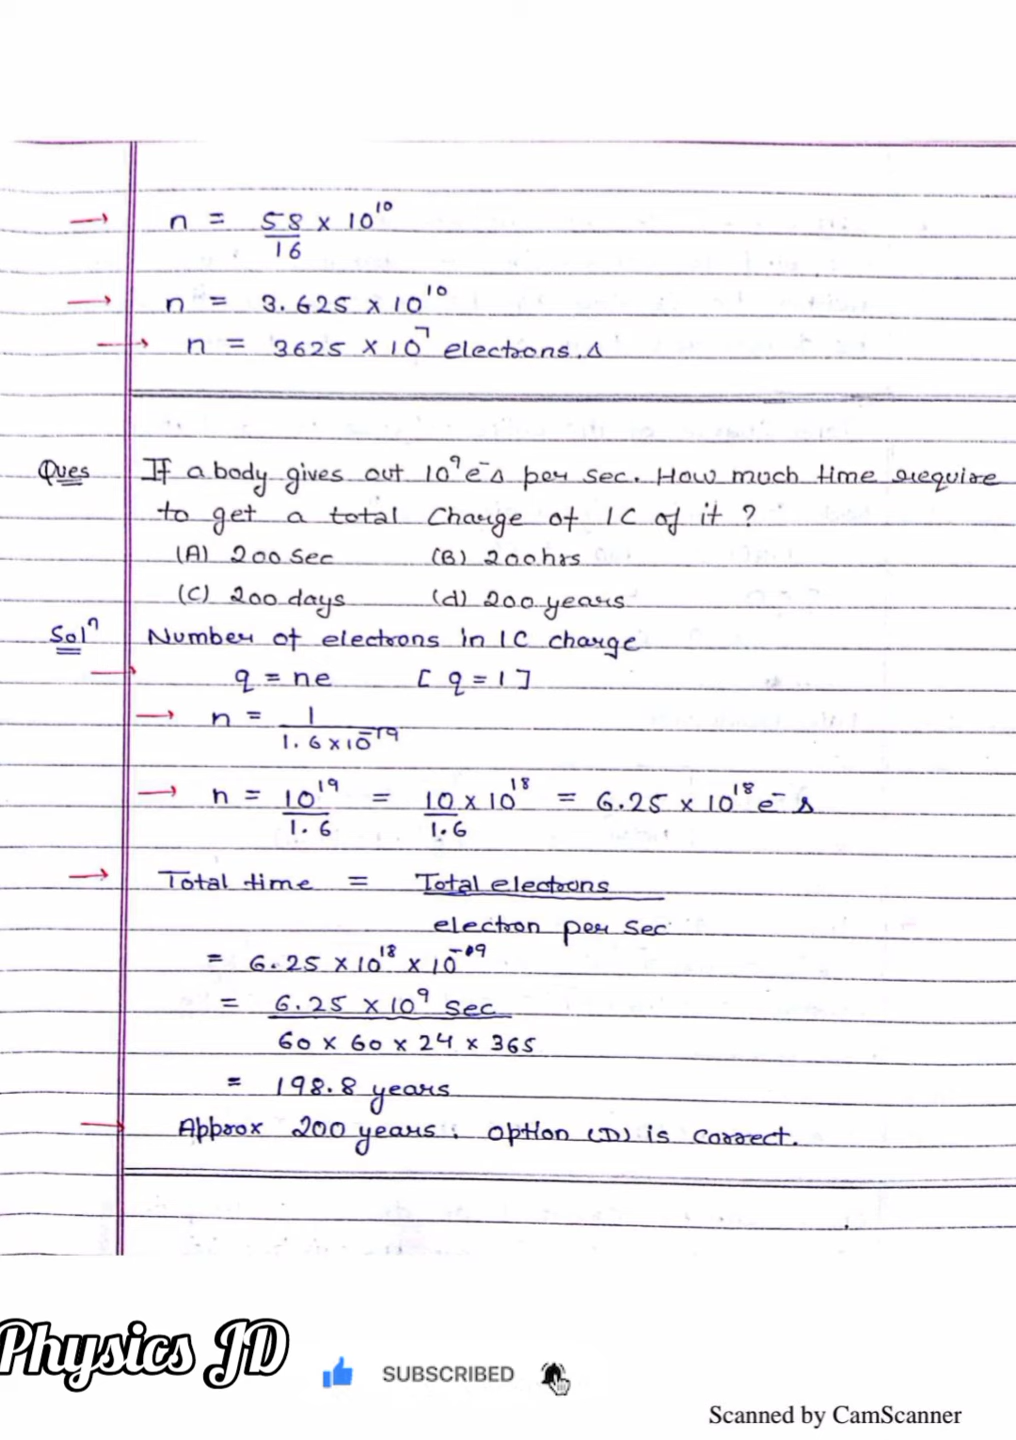 → n = 58/16 × 10¹⁰
→ n = 3.625 × 10¹⁰
→ n = 3625 × 10⁷ electrons.s
Ques If a body gives out 10⁹ e⁻s per sec. How much time require
to get a total Charge of 1C of it ?
(A) 200 Sec (B) 200hrs
(C) 200 days (d) 200 years
Solⁿ Number of electrons in 1C charge
→ q = ne [ q = 1 ]
→ n = 1/1.6×10⁻¹⁹
→ n = 10¹⁹/1.6 = 10 × 10¹⁸/1.6 = 6.25 × 10¹⁸ e⁻s
→ Total time = Total electrons
electron per sec
= 6.25 × 10¹⁸ × 10⁻⁰⁹
= 6.25 × 10⁹ sec
60 × 60 × 24 × 365
= 198.8 years
→ Approx 200 years. option (D) is correct.
Physics JD
SUBSCRIBED
Scanned by CamScanner